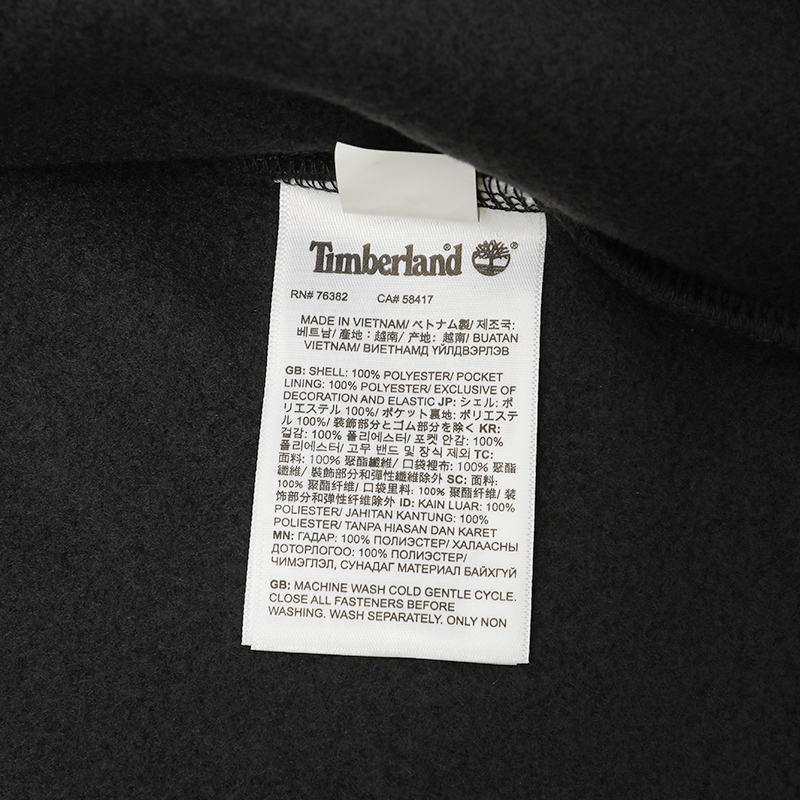 Timberland ®
RN# 76382 CA# 58417
MADE IN VIETNAM/ ベトナム製/ 제조국:
베트남/ 產地：越南/ 产地：越南/ BUATAN
VIETNAM/ ВИЕТНАМД ҮЙЛДВЭРЛЭВ
GB: SHELL: 100% POLYESTER/ POCKET
LINING: 100% POLYESTER/ EXCLUSIVE OF
DECORATION AND ELASTIC JP: シェル: ポ
リエステル 100%/ ポケット裏地: ポリエステ
ル 100%/ 装飾部分とゴム部分を除く KR:
겉감: 100% 폴리에스터/ 포켓 안감: 100%
폴리에스터/ 고무 밴드 및 장식 제외 TC:
面料: 100% 聚酯纖維/ 口袋裡布: 100% 聚酯
纖維/ 裝飾部分和彈性纖維除外 SC: 面料:
100% 聚酯纤维/ 口袋里料: 100% 聚酯纤维/ 装
饰部分和弹性纤维除外 ID: KAIN LUAR: 100%
POLIESTER/ JAHITAN KANTUNG: 100%
POLIESTER/ TANPA HIASAN DAN KARET
MN: ГАДАР: 100% ПОЛИЭСТЕР/ ХАЛААСНЫ
ДОТОРЛОГОО: 100% ПОЛИЭСТЕР/
ЧИМЭГЛЭЛ, СУНАДАГ МАТЕРИАЛ БАЙХГҮЙ
GB: MACHINE WASH COLD GENTLE CYCLE.
CLOSE ALL FASTENERS BEFORE
WASHING. WASH SEPARATELY. ONLY NON